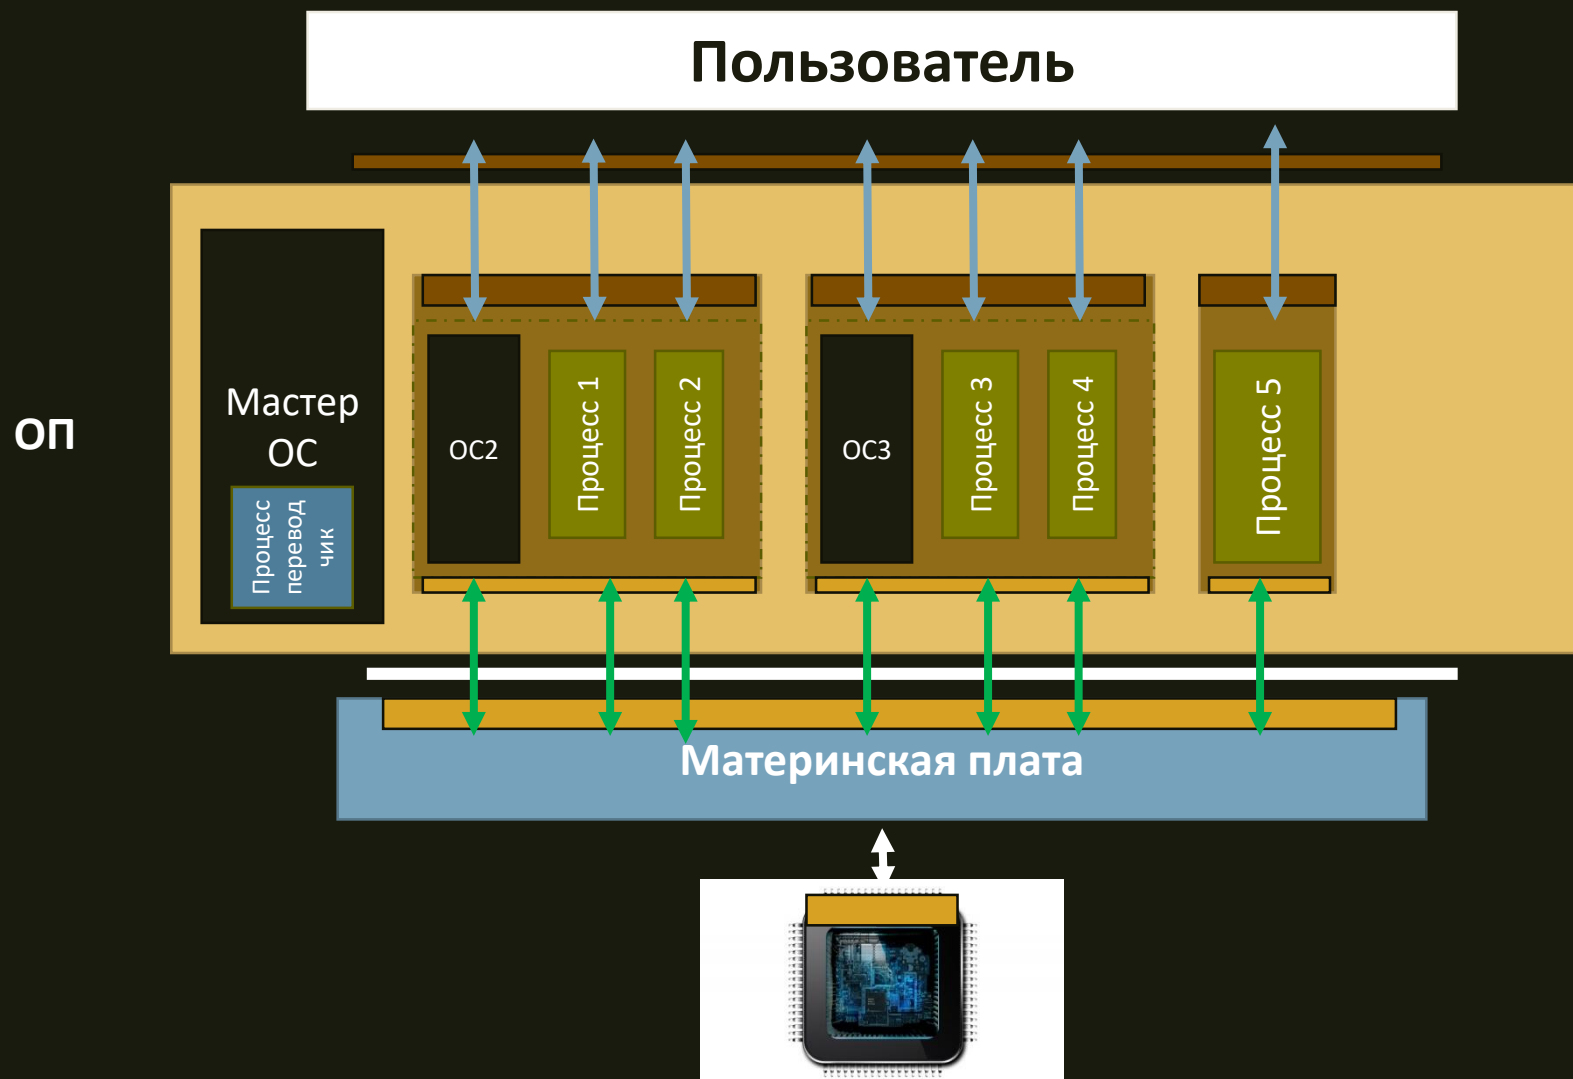 Пользователь
ОП
Мастер
ОС
Процесс
перевод
чик
ОС2
Процесс 1
Процесс 2
ОС3
Процесс 3
Процесс 4
Процесс 5
Материнская плата